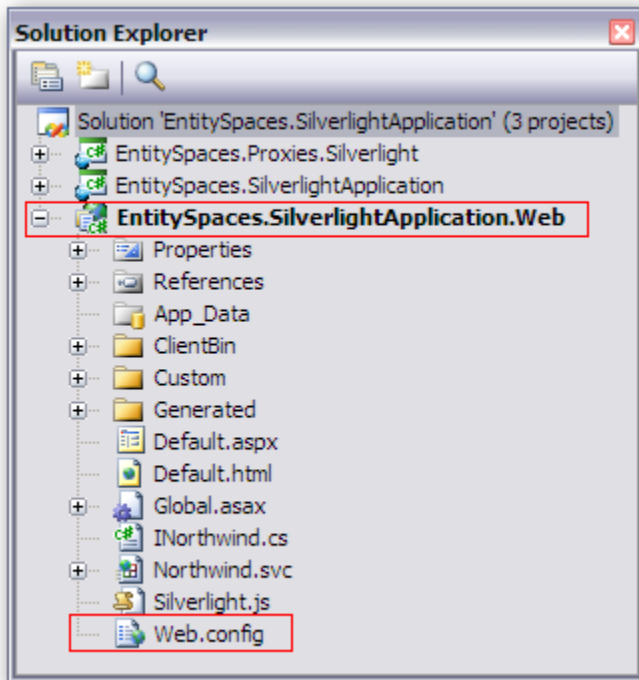 Solution Explorer
Solution 'EntitySpaces.SilverlightApplication' (3 projects)
EntitySpaces.Proxies.Silverlight
EntitySpaces.SilverlightApplication
EntitySpaces.SilverlightApplication.Web
Properties
References
App_Data
ClientBin
Custom
Generated
Default.aspx
Default.html
Global.asax
INorthwind.cs
Northwind.svc
Silverlight.js
Web.config